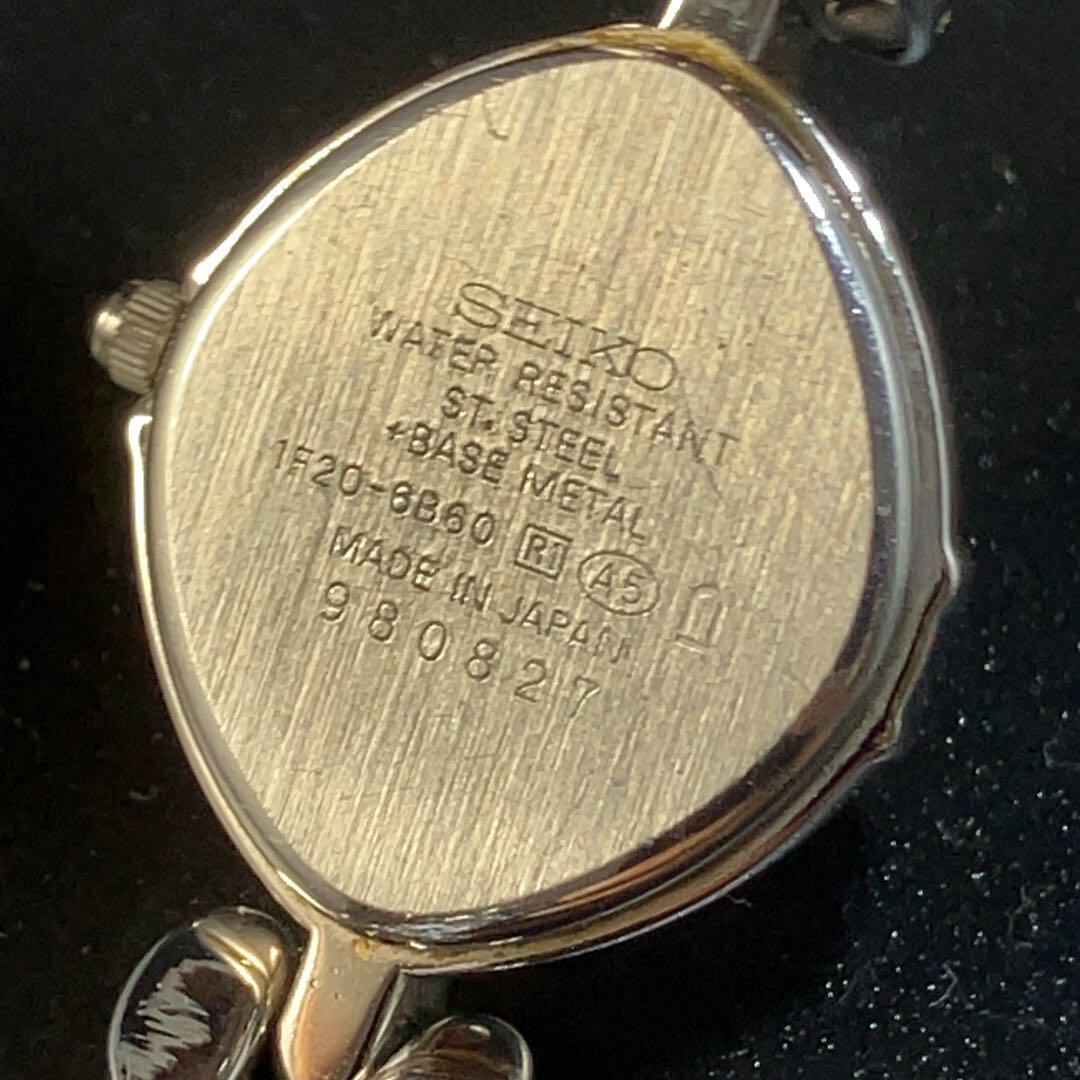 SEIKO
WATER RESISTANT
ST. STEEL
+BASE METAL
1F20-6B60 R1 A5
MADE IN JAPAN
980827